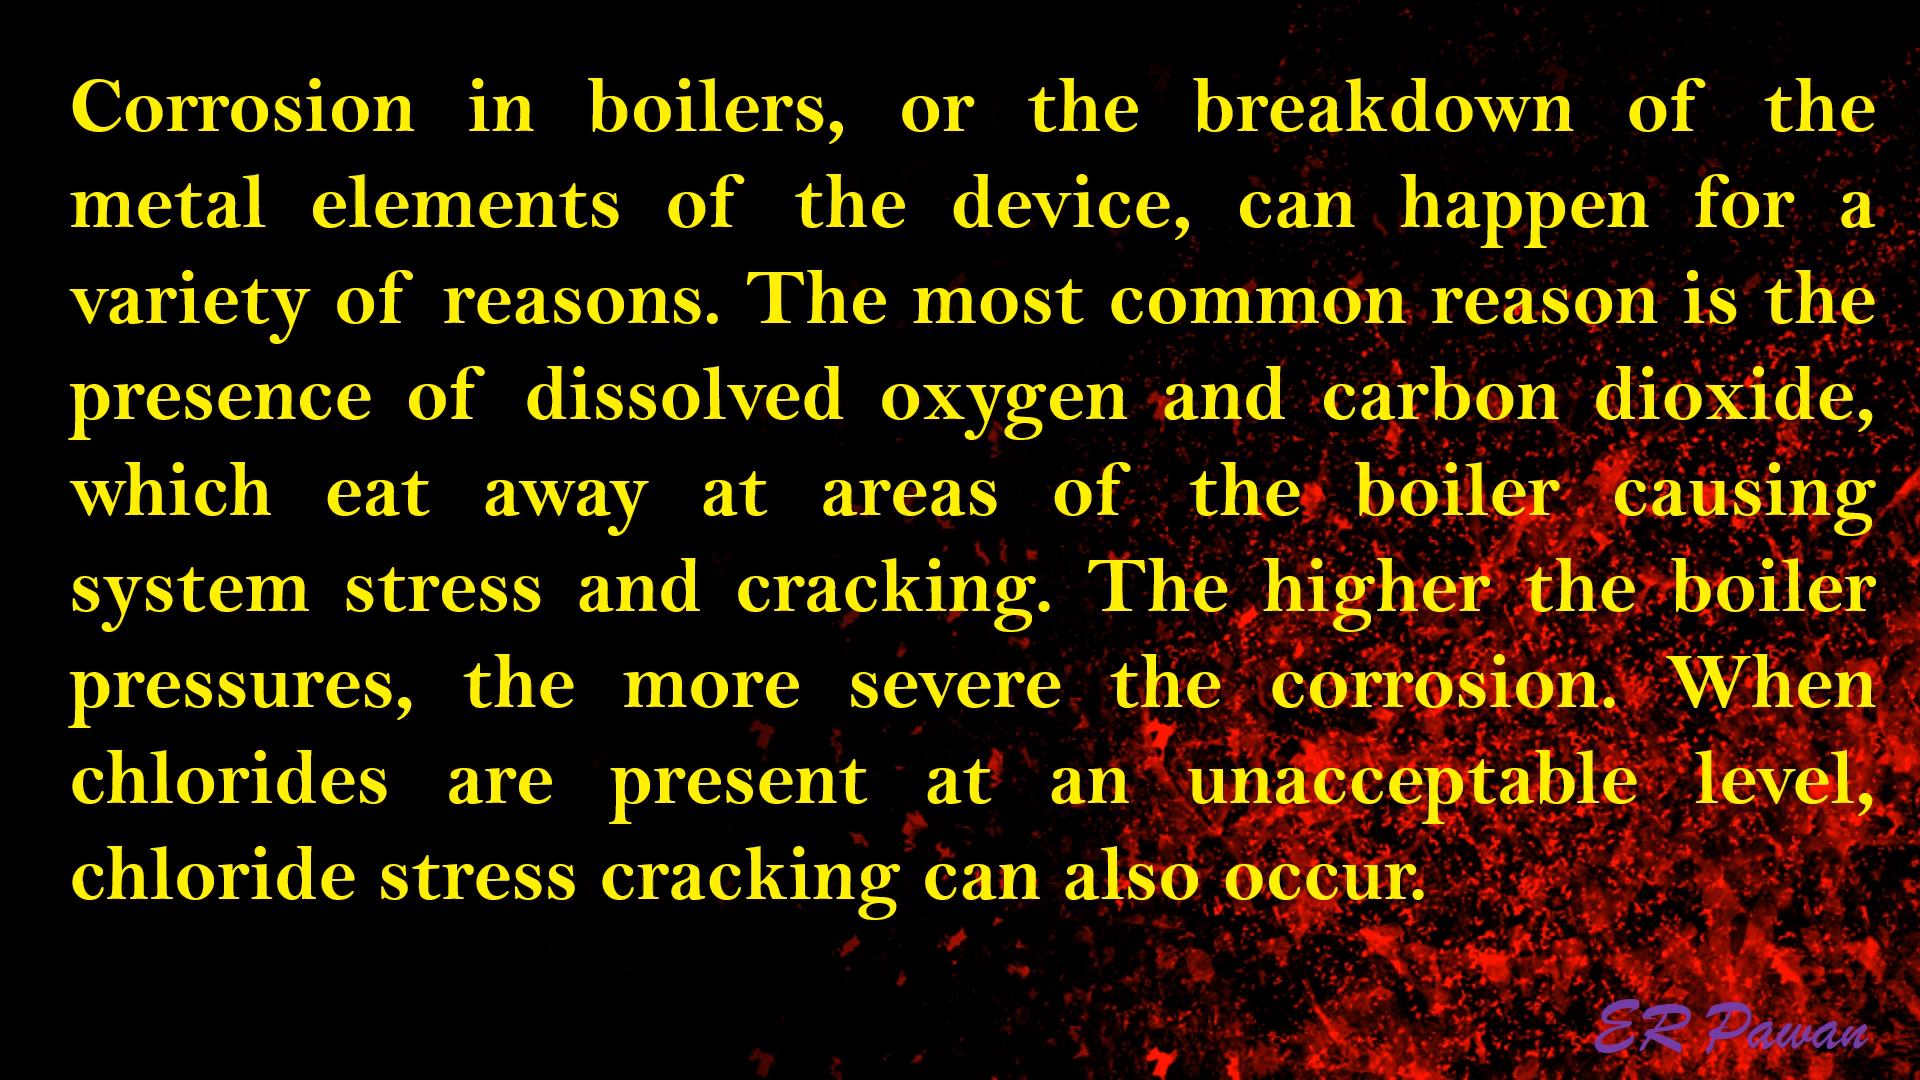 Corrosion in boilers, or the breakdown of the
metal elements of the device, can happen for a
variety of reasons. The most common reason is the
presence of dissolved oxygen and carbon dioxide,
which eat away at areas of the boiler causing
system stress and cracking. The higher the boiler
pressures, the more severe the corrosion. When
chlorides are present at an unacceptable level,
chloride stress cracking can also occur.
ER Pawan